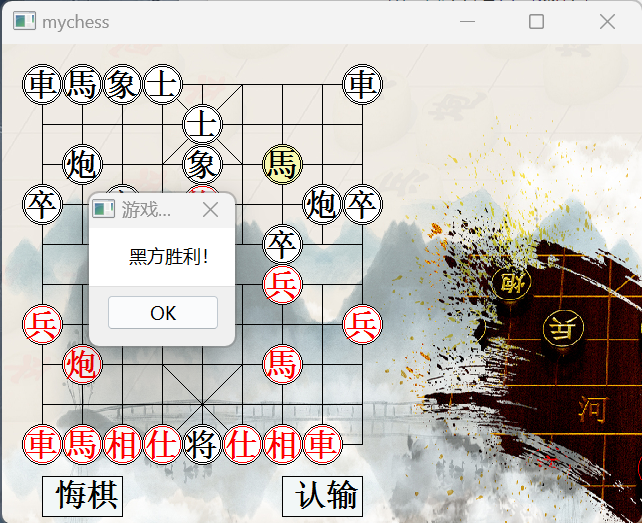 mychess
車馬象士 車
士
炮 象 馬
卒 炮 卒
游戏...
卒
黑方胜利！
兵
OK
兵 兵
炮 馬
車馬相仕将仕相車
悔棋 认输
炮
兵
河